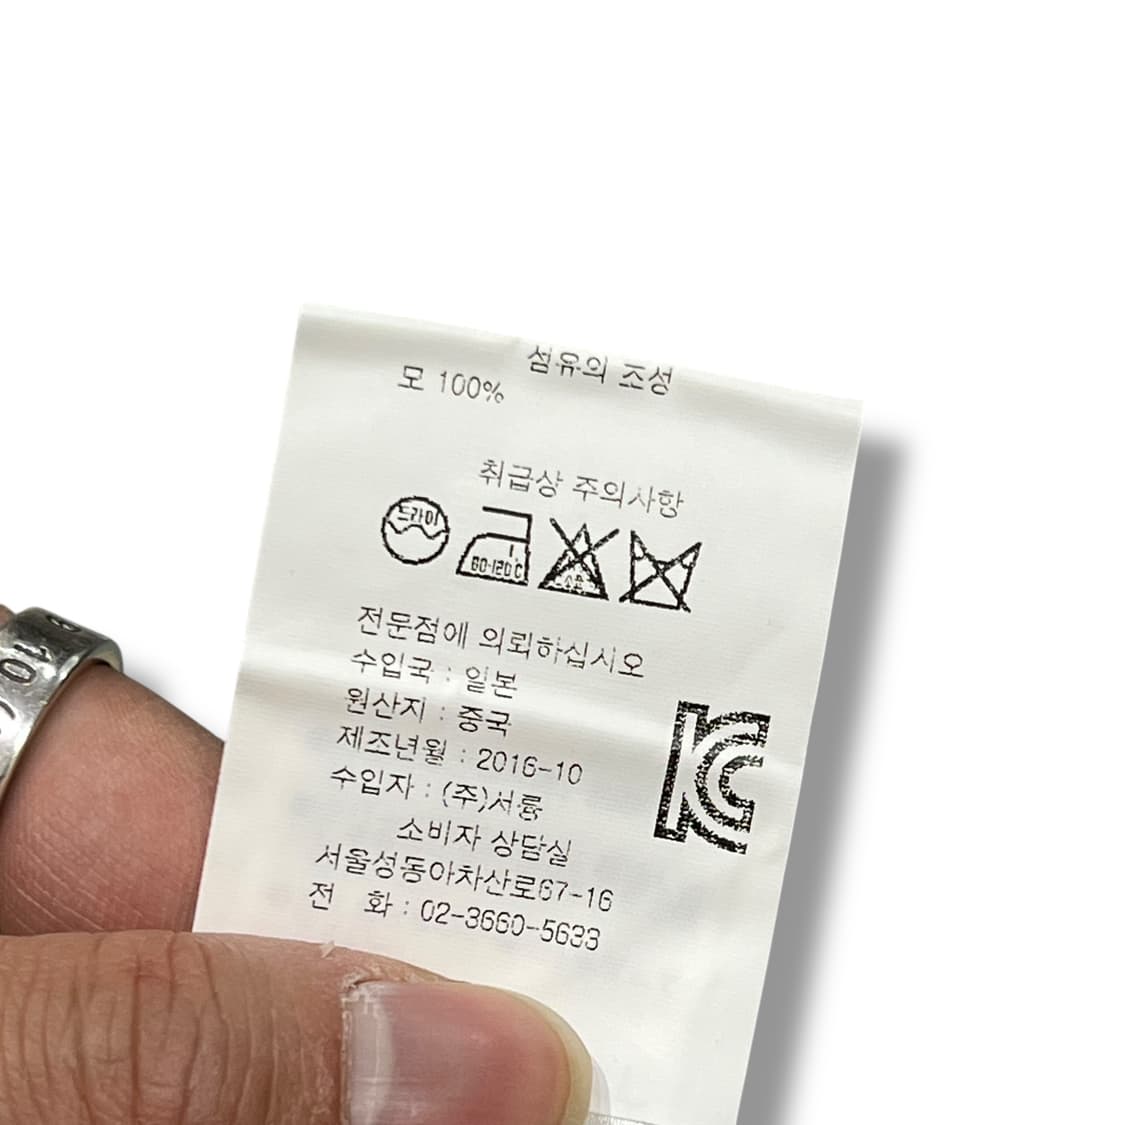 섬유의 조성
모 100%
취급상 주의사항
드라이
80-120℃
전문점에 의뢰하십시오
수입국 : 일본
원산지 : 중국
제조년월 : 2016-10
수입자 : (주)서륭
소비자 상담실
서울성동아차산로67-16
전 화 : 02-3660-5633
KC
10